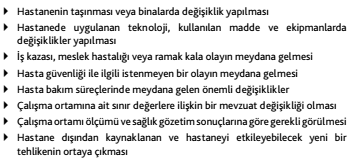 Hastanenin taşınması veya binalarda değişiklik yapılması
Hastanede uygulanan teknoloji, kullanılan madde ve ekipmanlarda
değişiklikler yapılması
İş kazası, meslek hastalığı veya ramak kala olayın meydana gelmesi
Hasta güvenliği ile ilgili istenmeyen bir olayın meydana gelmesi
Hasta bakım süreçlerinde meydana gelen önemli değişiklikler
Çalışma ortamına ait sınır değerlere ilişkin bir mevzuat değişikliği olması
Çalışma ortamı ölçümü ve sağlık gözetim sonuçlarına göre gerekli görülmesi
Hastane dışından kaynaklanan ve hastaneyi etkileyebilecek yeni bir
tehlikenin ortaya çıkması